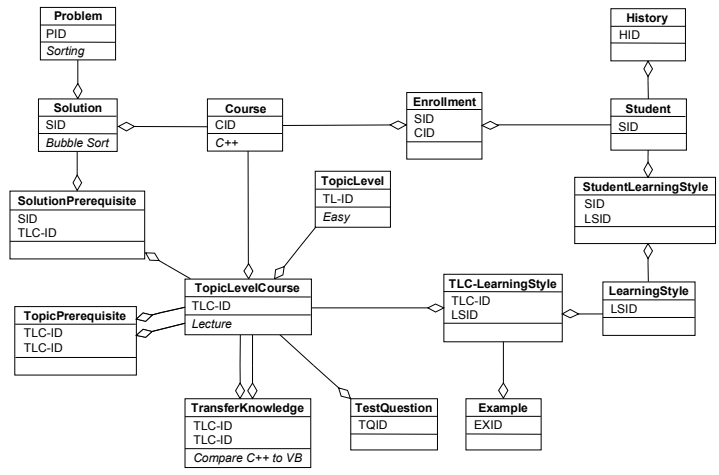 Problem
PID
Sorting
History
HID
Solution
SID
Bubble Sort
Course
CID
C++
Enrollment
SID
CID
Student
SID
TopicLevel
TL-ID
Easy
StudentLearningStyle
SID
LSID
SolutionPrerequisite
SID
TLC-ID
TopicLevelCourse
TLC-ID
Lecture
TLC-LearningStyle
TLC-ID
LSID
LearningStyle
LSID
TopicPrerequisite
TLC-ID
TLC-ID
TransferKnowledge
TLC-ID
TLC-ID
Compare C++ to VB
TestQuestion
TQID
Example
EXID